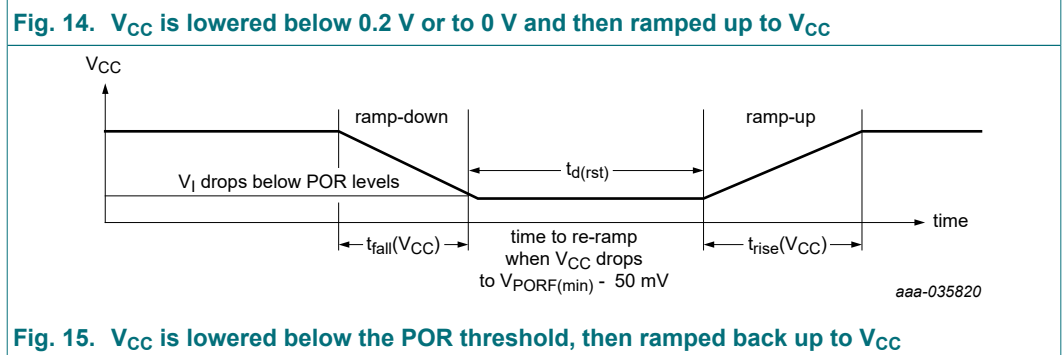 Fig. 14. VCC is lowered below 0.2 V or to 0 V and then ramped up to VCC
VCC
ramp-down
ramp-up
td(rst)
VI drops below POR levels
time
tfall(VCC)
time to re-ramp
when VCC drops
to VPORF(min) - 50 mV
trise(VCC)
aaa-035820
Fig. 15. VCC is lowered below the POR threshold, then ramped back up to VCC